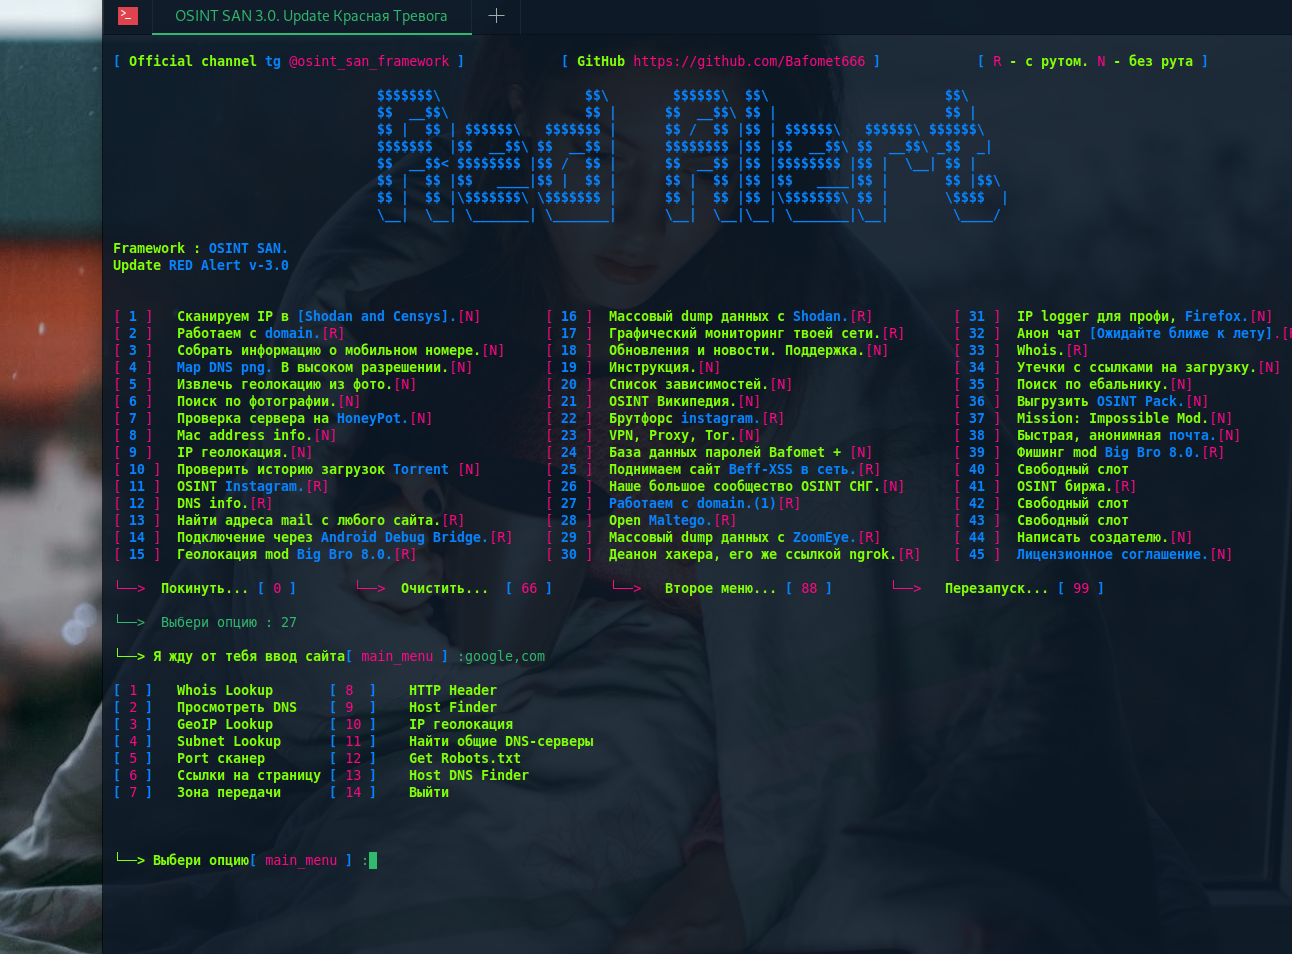 OSINT SAN 3.0. Update Красная Тревога
[ Official channel tg @osint_san_framework ] [ GitHub https://github.com/Bafomet666 ] [ R - с рутом. N - без рута ]
Red Alert
Framework : OSINT SAN.
Update RED Alert v-3.0
[ 1 ] Сканируем IP в [Shodan and Censys].[N] [ 16 ] Массовый dump данных с Shodan.[R] [ 31 ] IP logger для профи, Firefox.[N]
[ 2 ] Работаем с domain.[R] [ 17 ] Графический мониторинг твоей сети.[R] [ 32 ] Анон чат [Ожидайте ближе к лету].[R
[ 3 ] Собрать информацию о мобильном номере.[N] [ 18 ] Обновления и новости. Поддержка.[N] [ 33 ] Whois.[R]
[ 4 ] Map DNS png. В высоком разрешении.[N] [ 19 ] Инструкция.[N] [ 34 ] Утечки с ссылками на загрузку.[N]
[ 5 ] Извлечь геолокацию из фото.[N] [ 20 ] Список зависимостей.[N] [ 35 ] Поиск по ебальнику.[N]
[ 6 ] Поиск по фотографии.[N] [ 21 ] OSINT Википедия.[N] [ 36 ] Выгрузить OSINT Pack.[N]
[ 7 ] Проверка сервера на HoneyPot.[N] [ 22 ] Брутфорс instagram.[R] [ 37 ] Mission: Impossible Mod.[N]
[ 8 ] Mac address info.[N] [ 23 ] VPN, Proxy, Tor.[N] [ 38 ] Быстрая, анонимная почта.[N]
[ 9 ] IP геолокация.[N] [ 24 ] База данных паролей Bafomet + [N] [ 39 ] Фишинг mod Big Bro 8.0.[R]
[ 10 ] Проверить историю загрузок Torrent [N] [ 25 ] Поднимаем сайт Beff-XSS в сеть.[R] [ 40 ] Свободный слот
[ 11 ] OSINT Instagram.[R] [ 26 ] Наше большое сообщество OSINT СНГ.[N] [ 41 ] OSINT биржа.[R]
[ 12 ] DNS info.[R] [ 27 ] Работаем с domain.(1)[R] [ 42 ] Свободный слот
[ 13 ] Найти адреса mail с любого сайта.[R] [ 28 ] Open Maltego.[R] [ 43 ] Свободный слот
[ 14 ] Подключение через Android Debug Bridge.[R] [ 29 ] Массовый dump данных с ZoomEye.[R] [ 44 ] Написать создателю.[N]
[ 15 ] Геолокация mod Big Bro 8.0.[R] [ 30 ] Деанон хакера, его же ссылкой ngrok.[R] [ 45 ] Лицензионное соглашение.[N]
└──> Покинуть... [ 0 ] └──> Очистить... [ 66 ] └──> Второе меню... [ 88 ] └──> Перезапуск... [ 99 ]
└──> Выбери опцию : 27
└──> Я жду от тебя ввод сайта[ main_menu ] :google,com
[ 1 ] Whois Lookup [ 8 ] HTTP Header
[ 2 ] Просмотреть DNS [ 9 ] Host Finder
[ 3 ] GeoIP Lookup [ 10 ] IP геолокация
[ 4 ] Subnet Lookup [ 11 ] Найти общие DNS-серверы
[ 5 ] Port сканер [ 12 ] Get Robots.txt
[ 6 ] Ссылки на страницу [ 13 ] Host DNS Finder
[ 7 ] Зона передачи [ 14 ] Выйти
└──> Выбери опцию[ main_menu ] :